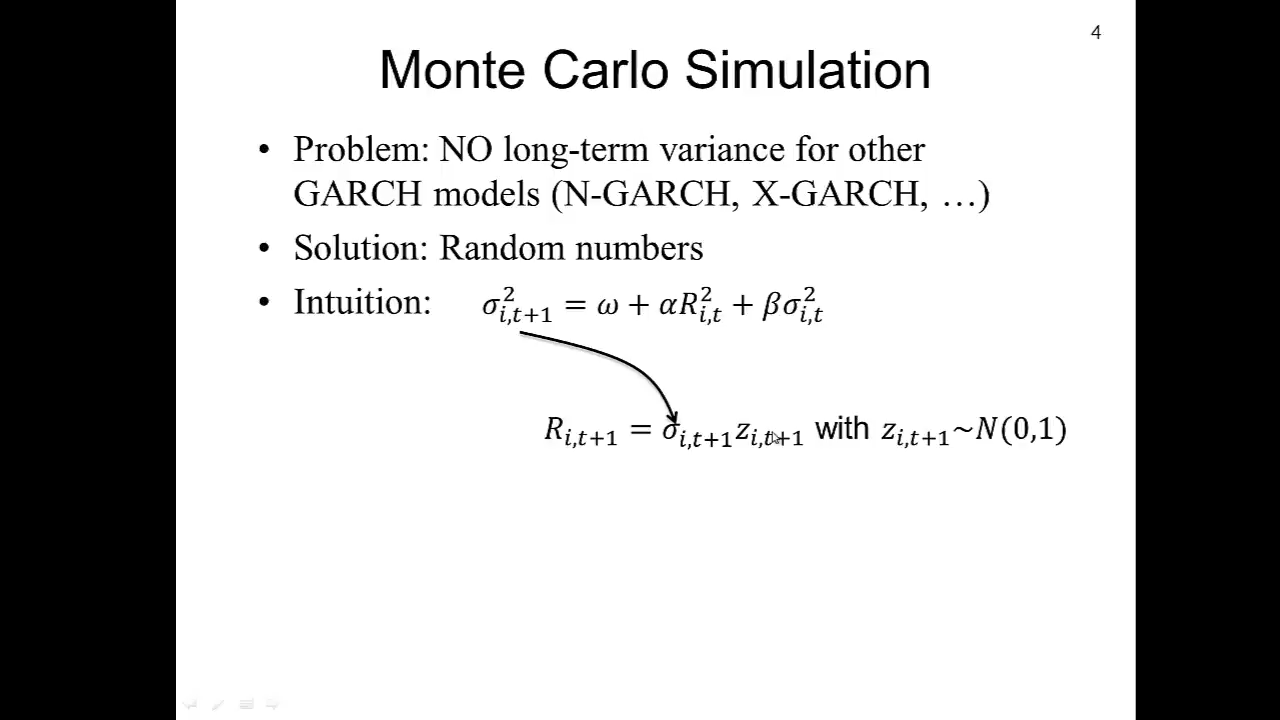 4
Monte Carlo Simulation
• Problem: NO long-term variance for other
GARCH models (N-GARCH, X-GARCH, …)
• Solution: Random numbers
• Intuition: σ²ᵢ,ₜ₊₁ = ω + αR²ᵢ,ₜ + βσ²ᵢ,ₜ
Rᵢ,ₜ₊₁ = σᵢ,ₜ₊₁zᵢ,ₜ₊₁ with zᵢ,ₜ₊₁~N(0,1)